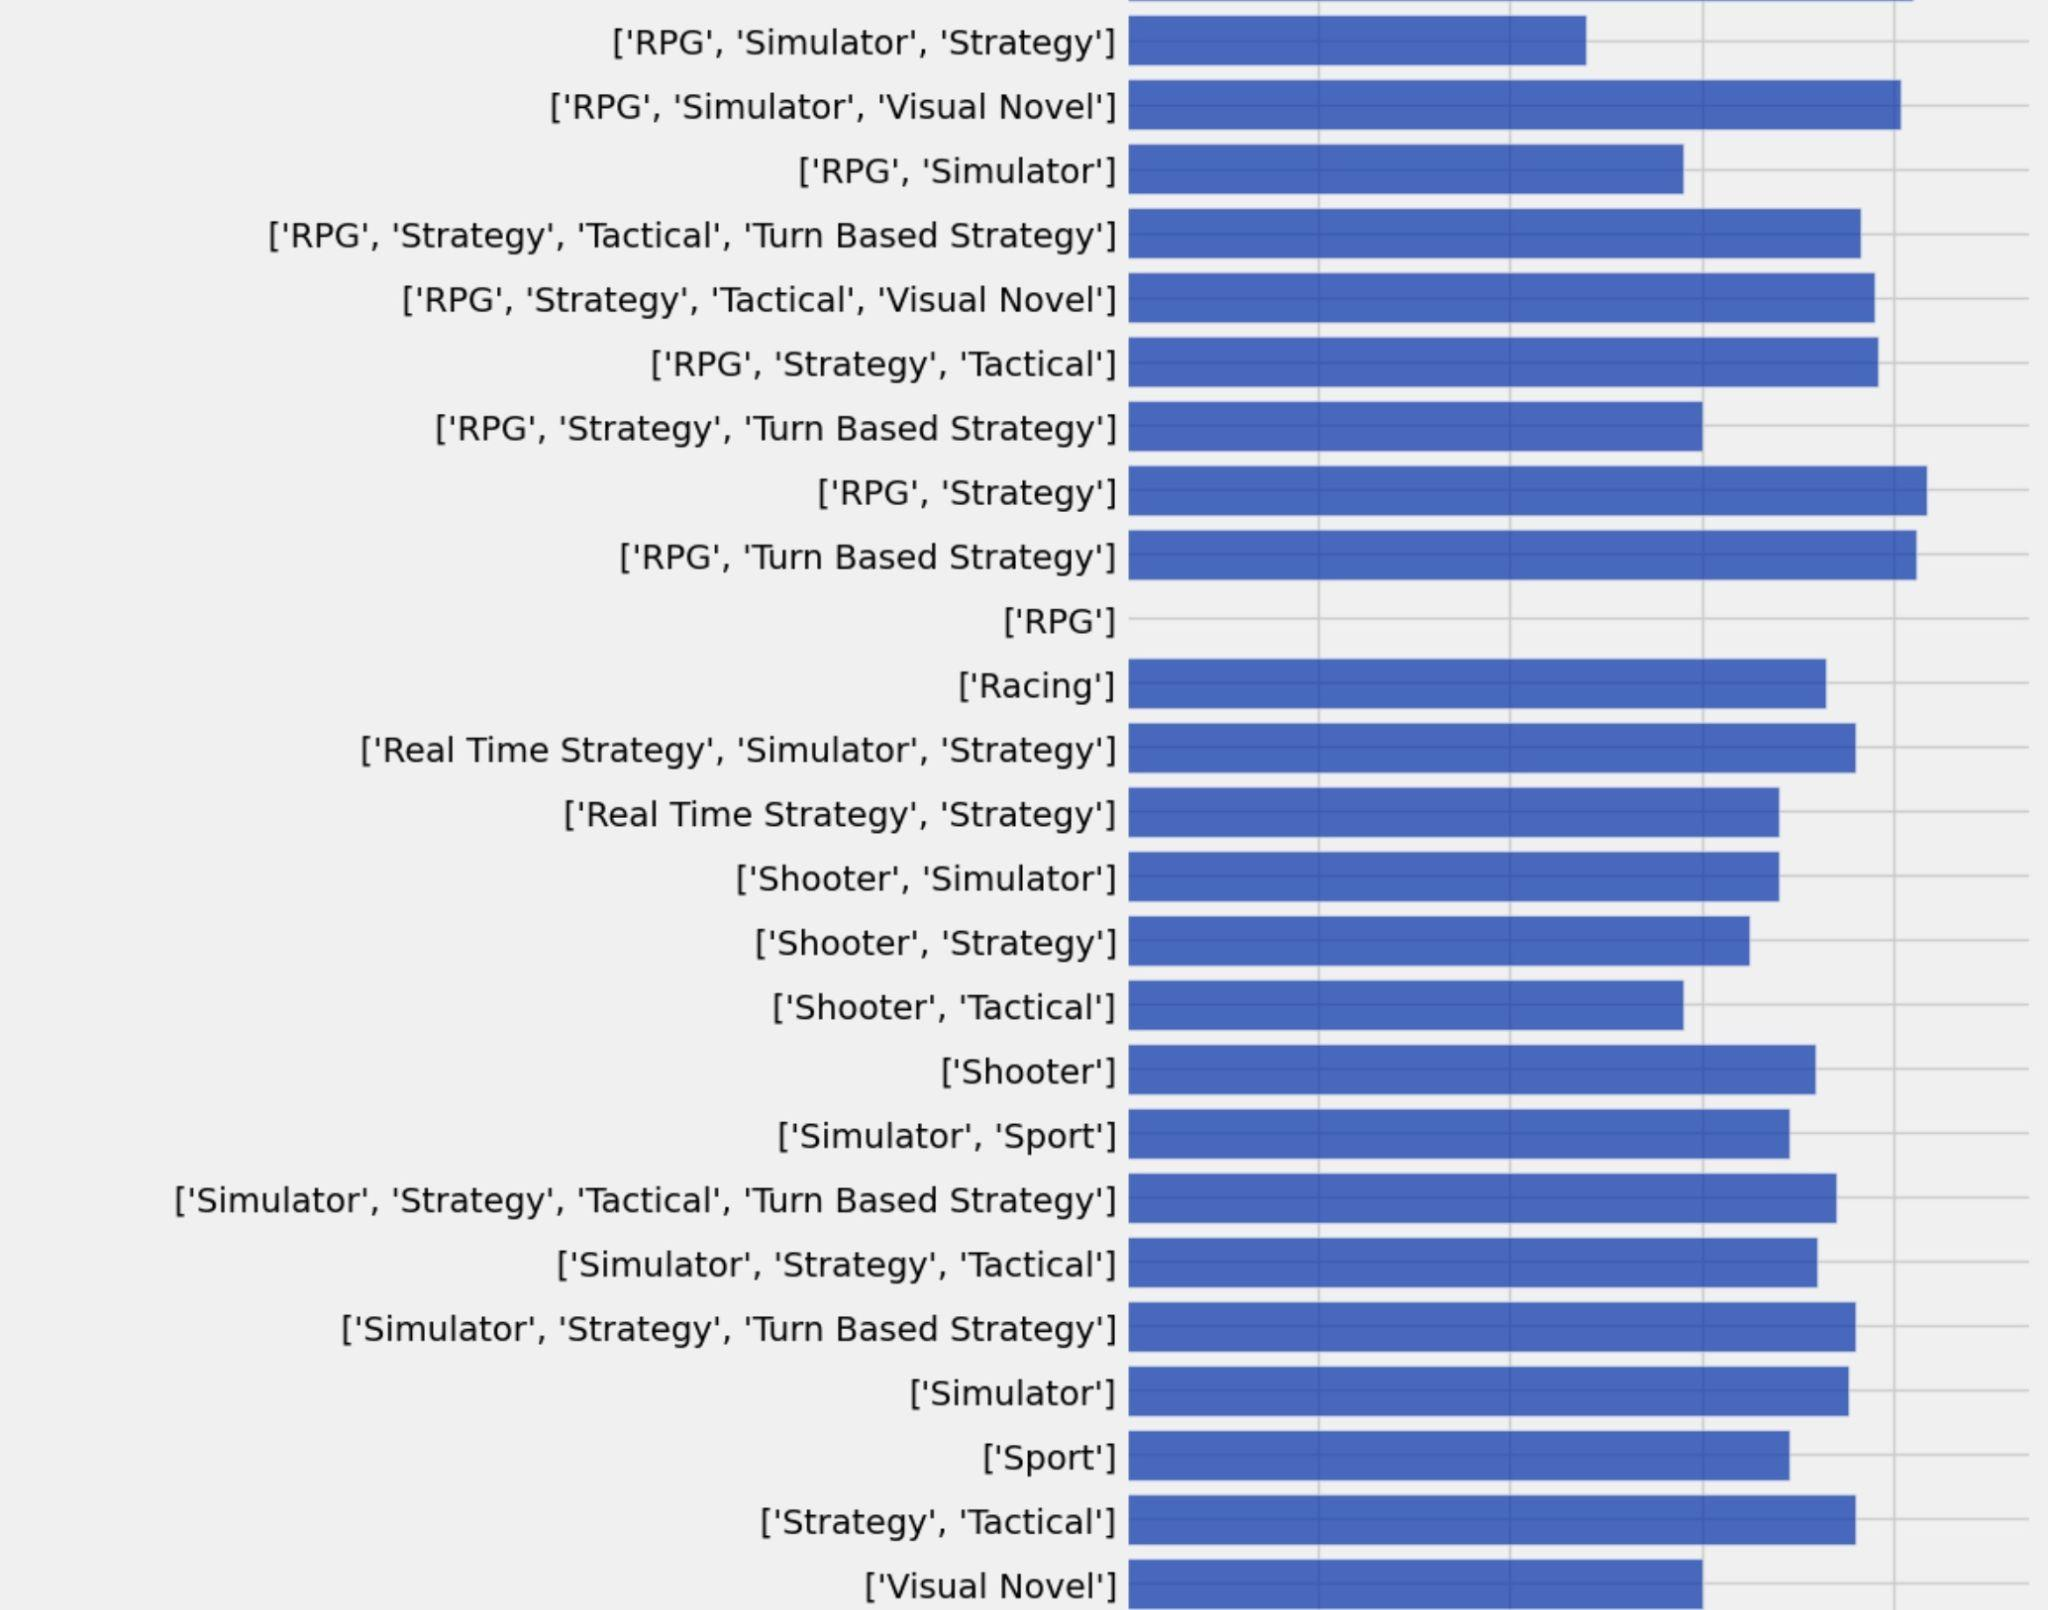 ['RPG', 'Simulator', 'Strategy']
['RPG', 'Simulator', 'Visual Novel']
['RPG', 'Simulator']
['RPG', 'Strategy', 'Tactical', 'Turn Based Strategy']
['RPG', 'Strategy', 'Tactical', 'Visual Novel']
['RPG', 'Strategy', 'Tactical']
['RPG', 'Strategy', 'Turn Based Strategy']
['RPG', 'Strategy']
['RPG', 'Turn Based Strategy']
['RPG']
['Racing']
['Real Time Strategy', 'Simulator', 'Strategy']
['Real Time Strategy', 'Strategy']
['Shooter', 'Simulator']
['Shooter', 'Strategy']
['Shooter', 'Tactical']
['Shooter']
['Simulator', 'Sport']
['Simulator', 'Strategy', 'Tactical', 'Turn Based Strategy']
['Simulator', 'Strategy', 'Tactical']
['Simulator', 'Strategy', 'Turn Based Strategy']
['Simulator']
['Sport']
['Strategy', 'Tactical']
['Visual Novel']